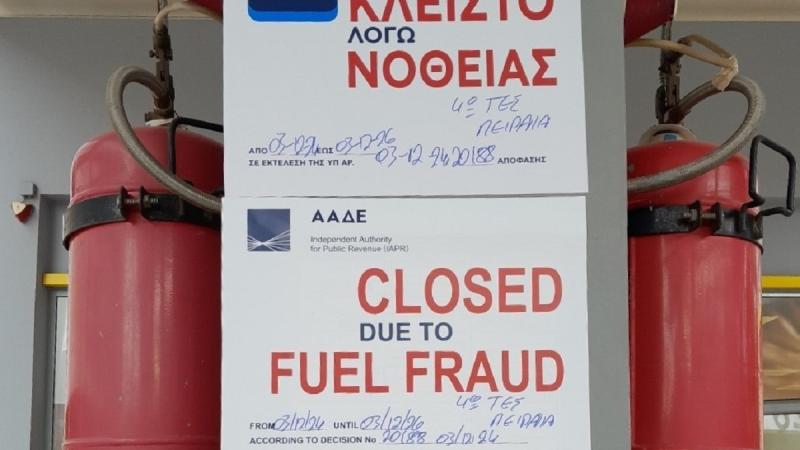 ΚΛΕΙΣΤΟ
ΛΟΓΩ
ΝΟΘΕΙΑΣ
4ο ΤΕΣ
ΠΕΙΡΑΙΑ
ΑΠΟ 03-12-24 ΕΩΣ 03-12-26
ΣΕ ΕΚΤΕΛΕΣΗ ΤΗΣ ΥΠ ΑΡ. 03-12-24 20188 ΑΠΟΦΑΣΗΣ
ΑΑΔΕ
Independent Authority
for Public Revenue (IAPR)
CLOSED
DUE TO
FUEL FRAUD
4ο ΤΕΣ
ΠΕΙΡΑΙΑ
FROM 03/12/24 UNTIL 03/12/26
ACCORDING TO DECISION No 20188 03/12/24